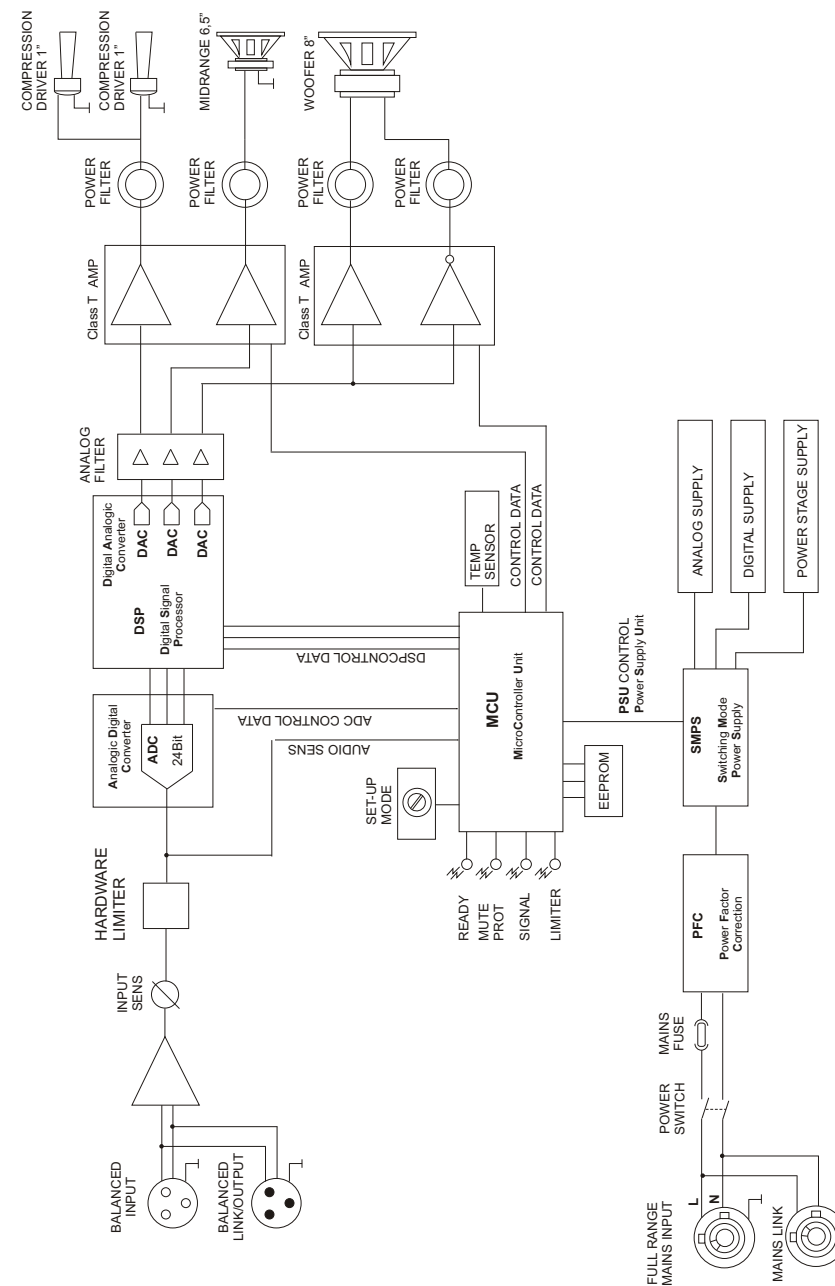 COMPRESSION
DRIVER 1"
COMPRESSION
DRIVER 1"
MIDRANGE 6,5"
WOOFER 8"
POWER
FILTER
POWER
FILTER
POWER
FILTER
POWER
FILTER
Class T AMP
Class T AMP
ANALOG
FILTER
Digital Analogic
Converter
DAC
DAC
DAC
DSP
Digital Signal
Processor
Analogic Digital
Converter
ADC
24Bit
HARDWARE
LIMITER
INPUT
SENS
BALANCED
INPUT
BALANCED
LINK/OUTPUT
DSPCONTROL DATA
ADC CONTROL DATA
AUDIO SENS
TEMP
SENSOR
CONTROL DATA
CONTROL DATA
MCU
MicroController Unit
SET-UP
MODE
READY
MUTE
PROT
SIGNAL
LIMITER
EEPROM
PSU CONTROL
Power Supply Unit
ANALOG SUPPLY
DIGITAL SUPPLY
POWER STAGE SUPPLY
SMPS
Switching Mode
Power Supply
PFC
Power Factor
Correction
MAINS
FUSE
POWER
SWITCH
L
N
FULL RANGE
MAINS INPUT
MAINS LINK